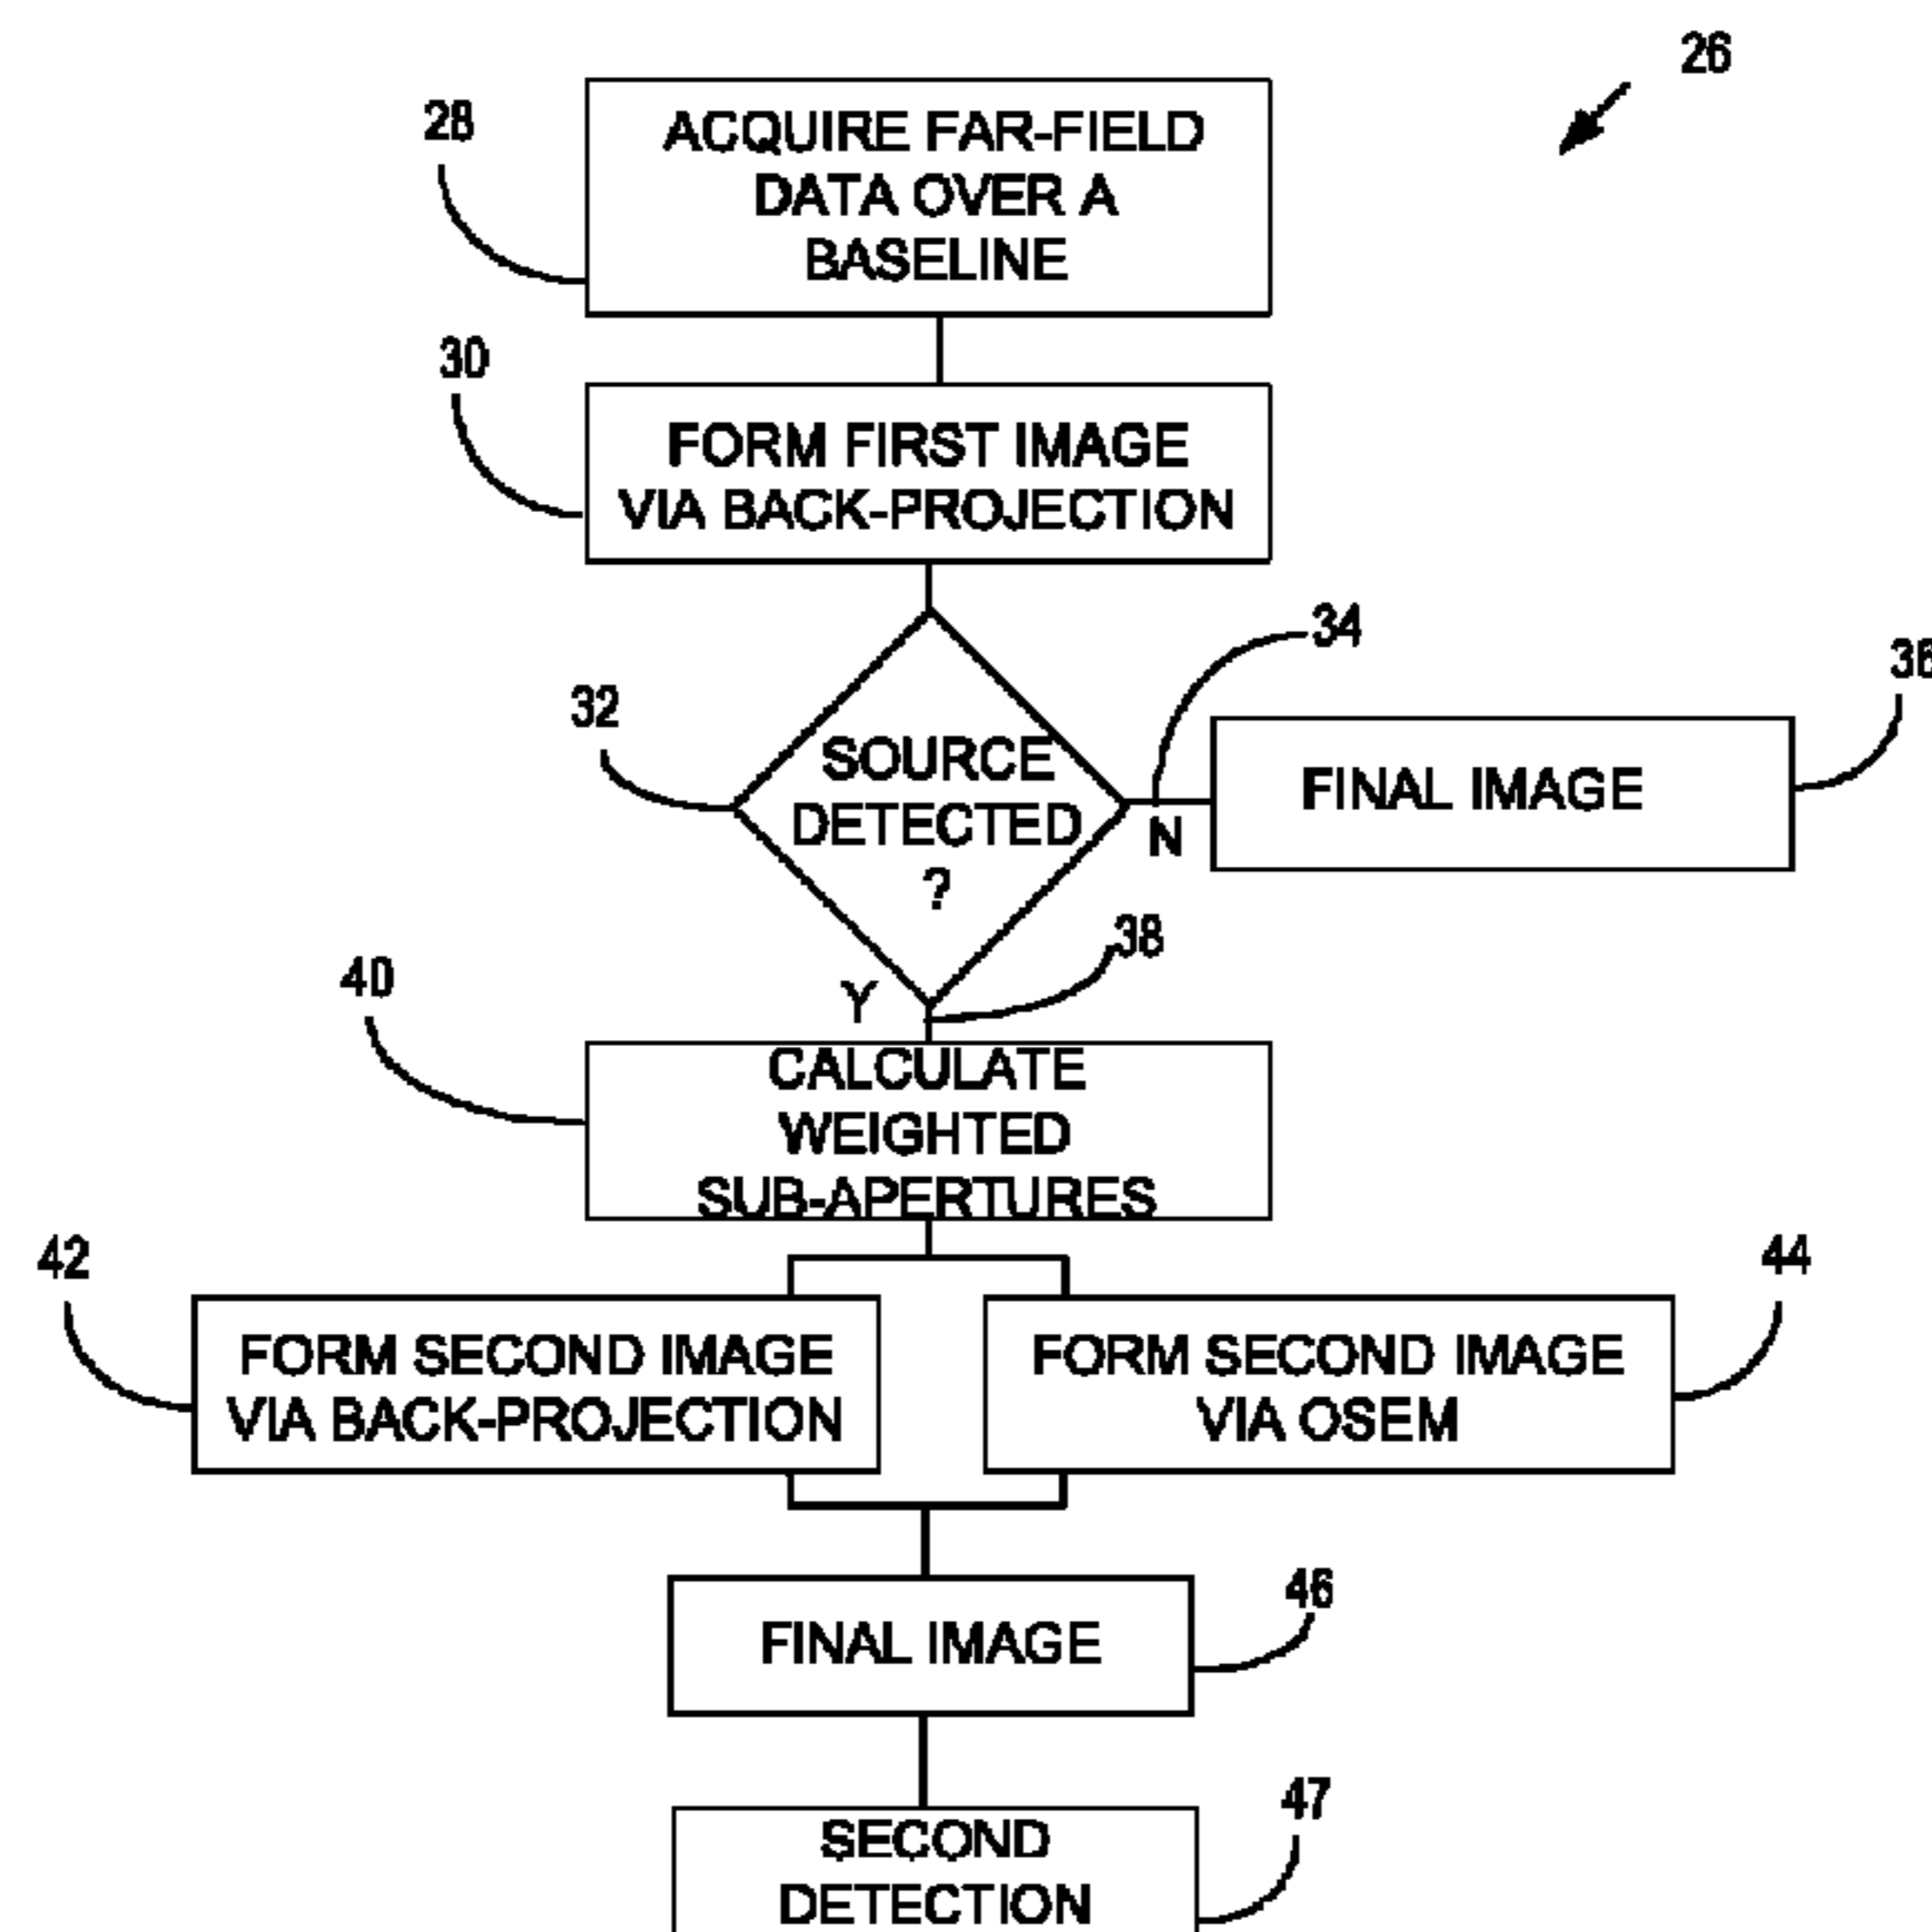 26
28
ACQUIRE FAR-FIELD
DATA OVER A
BASELINE
30
FORM FIRST IMAGE
VIA BACK-PROJECTION
34
36
32
SOURCE
DETECTED
?
FINAL IMAGE
N
38
40
Y
CALCULATE
WEIGHTED
SUB-APERTURES
42
44
FORM SECOND IMAGE
VIA BACK-PROJECTION
FORM SECOND IMAGE
VIA OSEM
46
FINAL IMAGE
47
SECOND
DETECTION